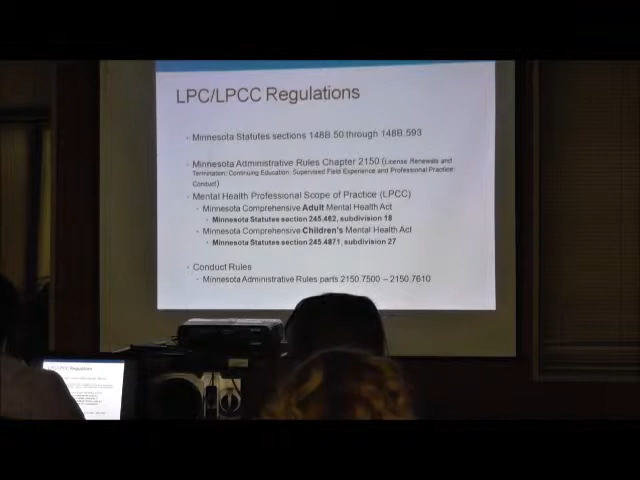 LPC/LPCC Regulations
Minnesota Statutes sections 148B.50 through 148B.593
Minnesota Administrative Rules Chapter 2150 (License Renewals and
Termination; Continuing Education; Supervised Field Experience and Professional Practice;
Conduct)
Mental Health Professional Scope of Practice (LPCC)
Minnesota Comprehensive Adult Mental Health Act
Minnesota Statutes section 245.462, subdivision 18
Minnesota Comprehensive Children's Mental Health Act
Minnesota Statutes section 245.4871, subdivision 27
Conduct Rules
Minnesota Administrative Rules parts 2150.7500 – 2150.7610
LPC/LPCC Regulations